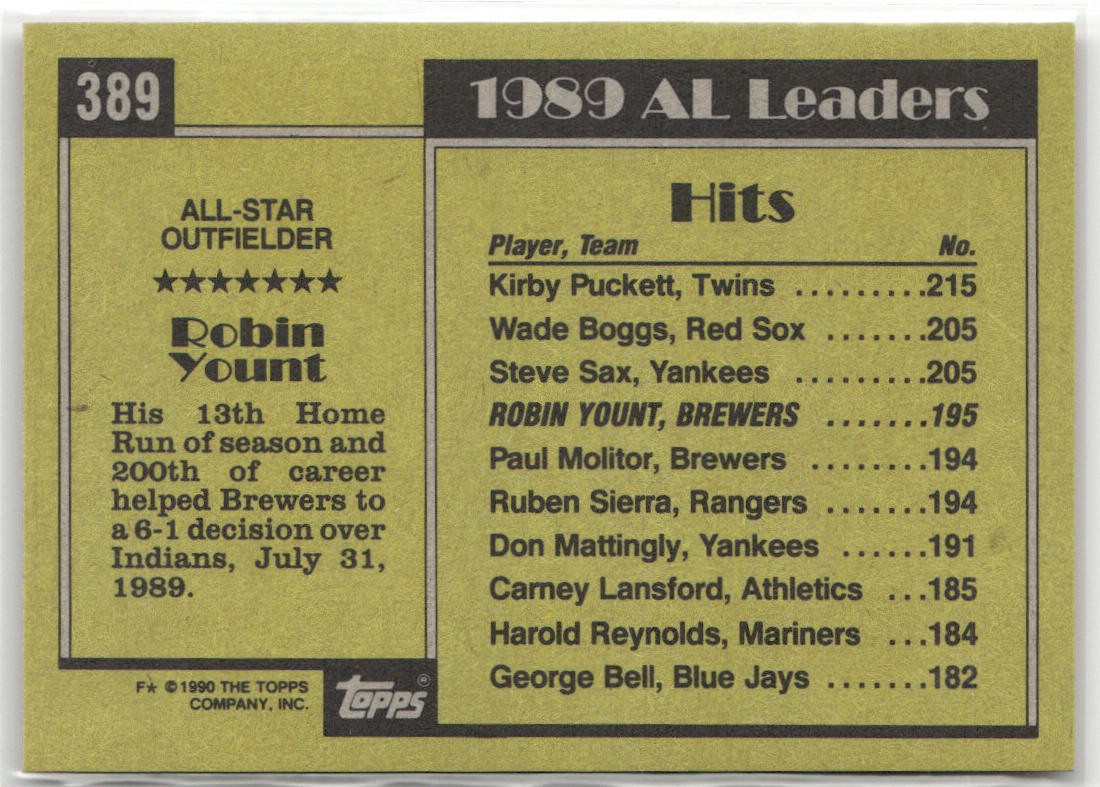 389
ALL-STAR
OUTFIELDER
★★★★★★★
Robin
Yount
His 13th Home
Run of season and
200th of career
helped Brewers to
a 6-1 decision over
Indians, July 31,
1989.
F★ ©1990 THE TOPPS
COMPANY, INC.
Topps®
1989 AL Leaders
Hits
Player, Team No.
Kirby Puckett, Twins .........215
Wade Boggs, Red Sox .......205
Steve Sax, Yankees .........205
ROBIN YOUNT, BREWERS .......195
Paul Molitor, Brewers ........194
Ruben Sierra, Rangers .......194
Don Mattingly, Yankees ......191
Carney Lansford, Athletics ...185
Harold Reynolds, Mariners ...184
George Bell, Blue Jays .......182